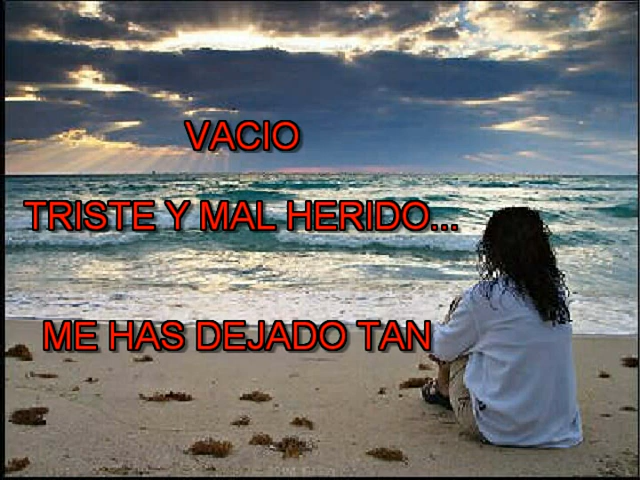 VACIO
TRISTE Y MAL HERIDO...
ME HAS DEJADO TAN